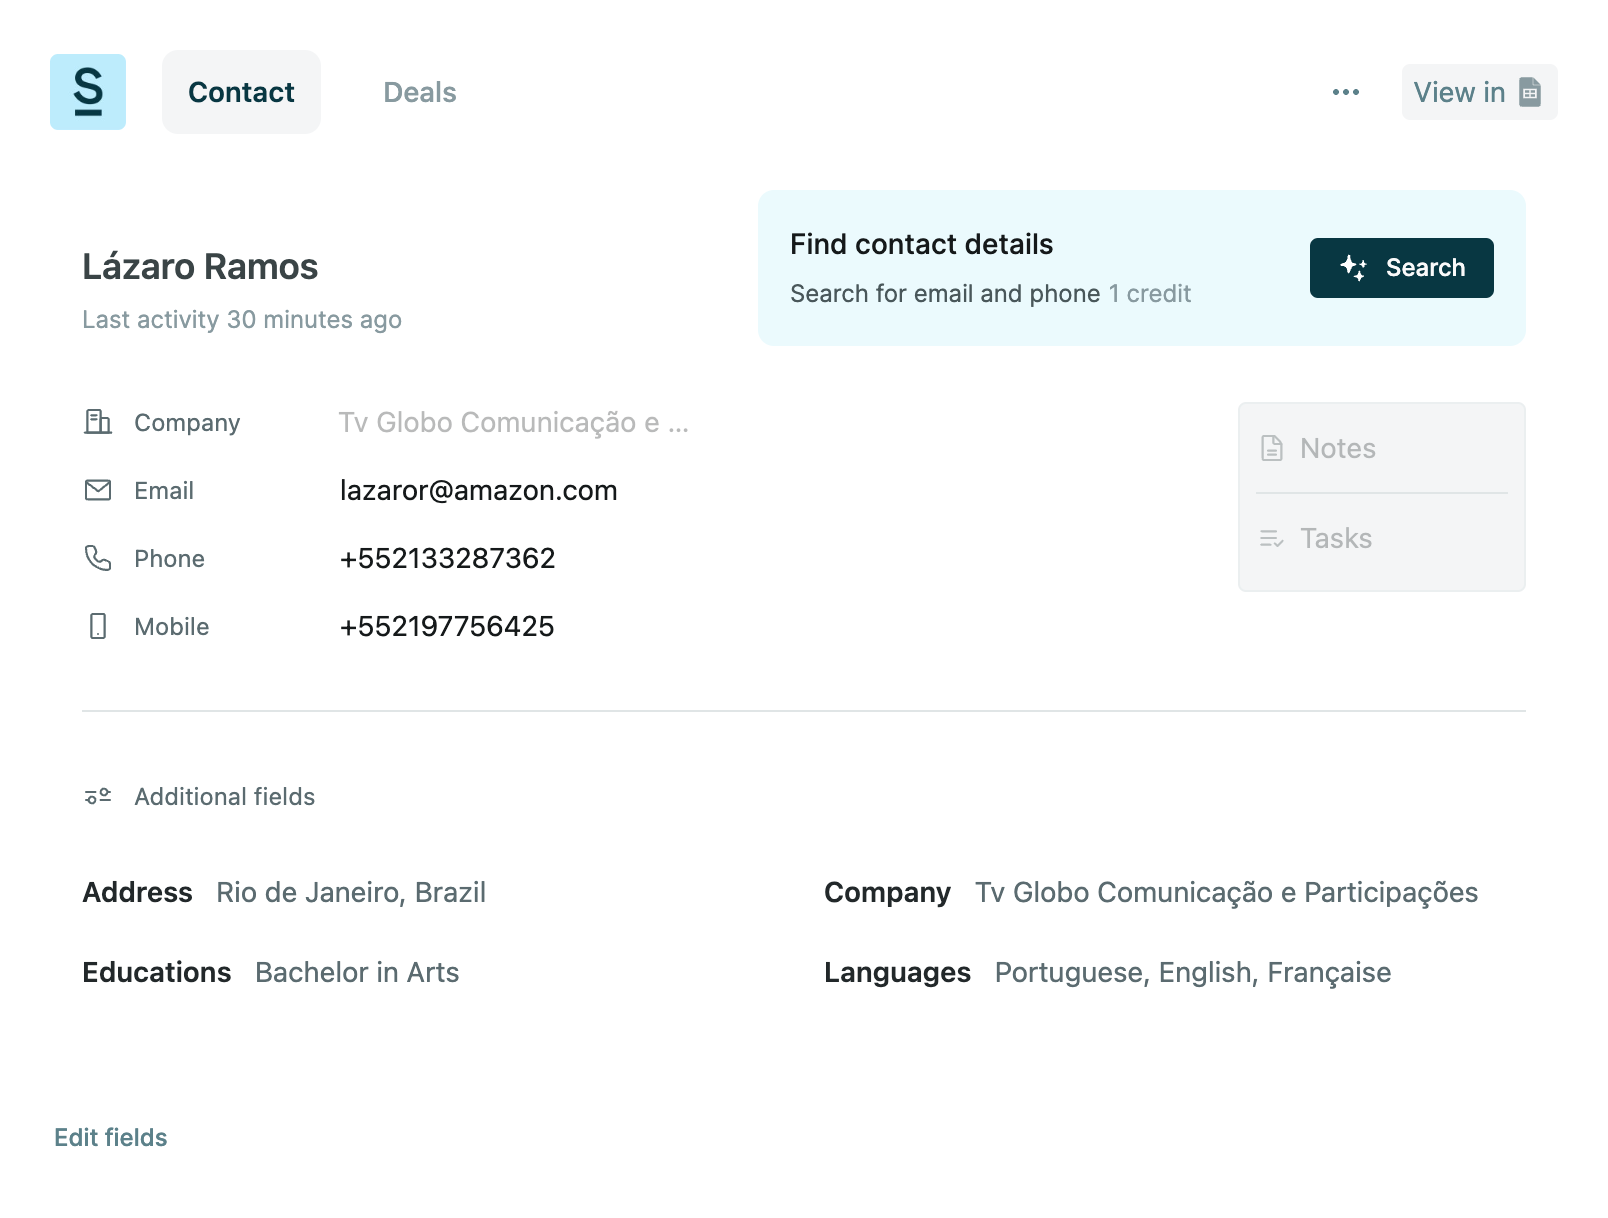 S
Contact
Deals
View in
Lázaro Ramos
Last activity 30 minutes ago
Find contact details
Search for email and phone 1 credit
Search
Company Tv Globo Comunicação e ...
Email lazaror@amazon.com
Phone +552133287362
Mobile +552197756425
Notes
Tasks
Additional fields
Address Rio de Janeiro, Brazil
Company Tv Globo Comunicação e Participações
Educations Bachelor in Arts
Languages Portuguese, English, Française
Edit fields